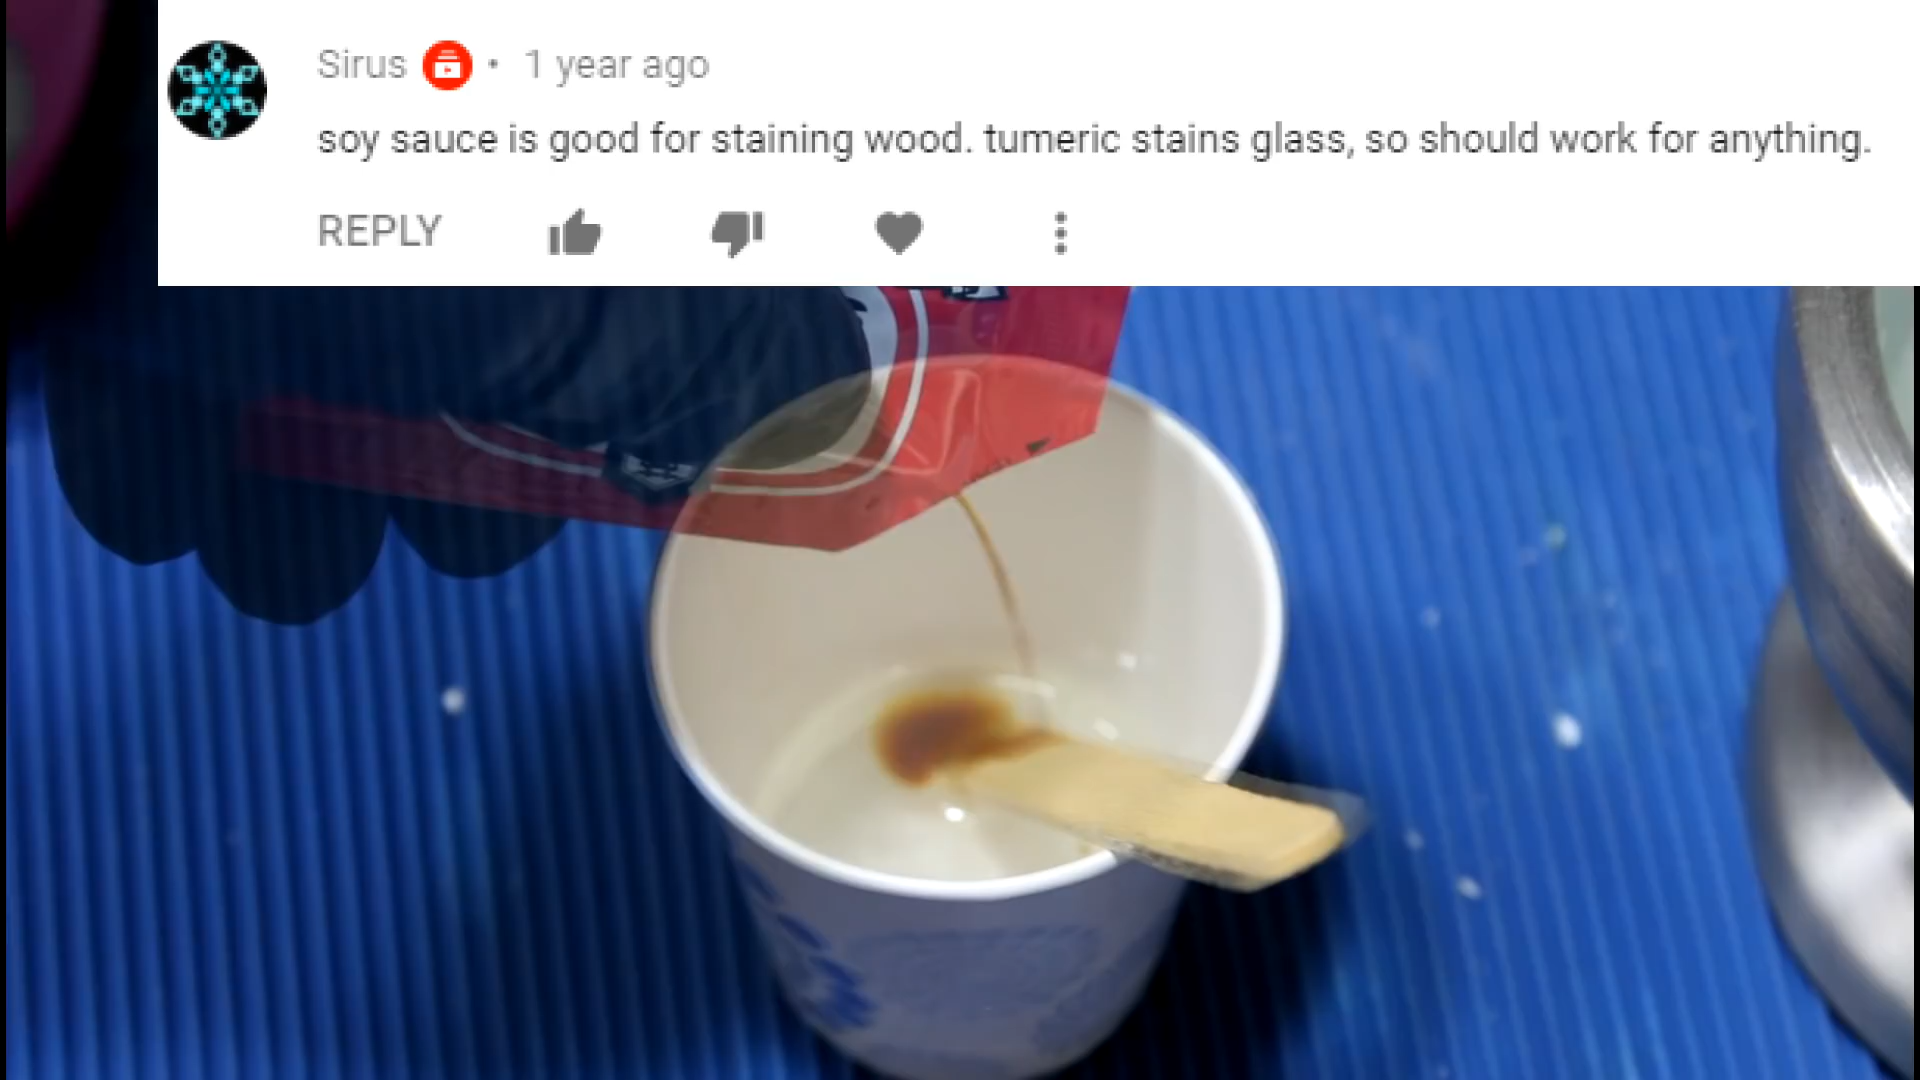 Sirus • 1 year ago
soy sauce is good for staining wood. tumeric stains glass, so should work for anything.
REPLY